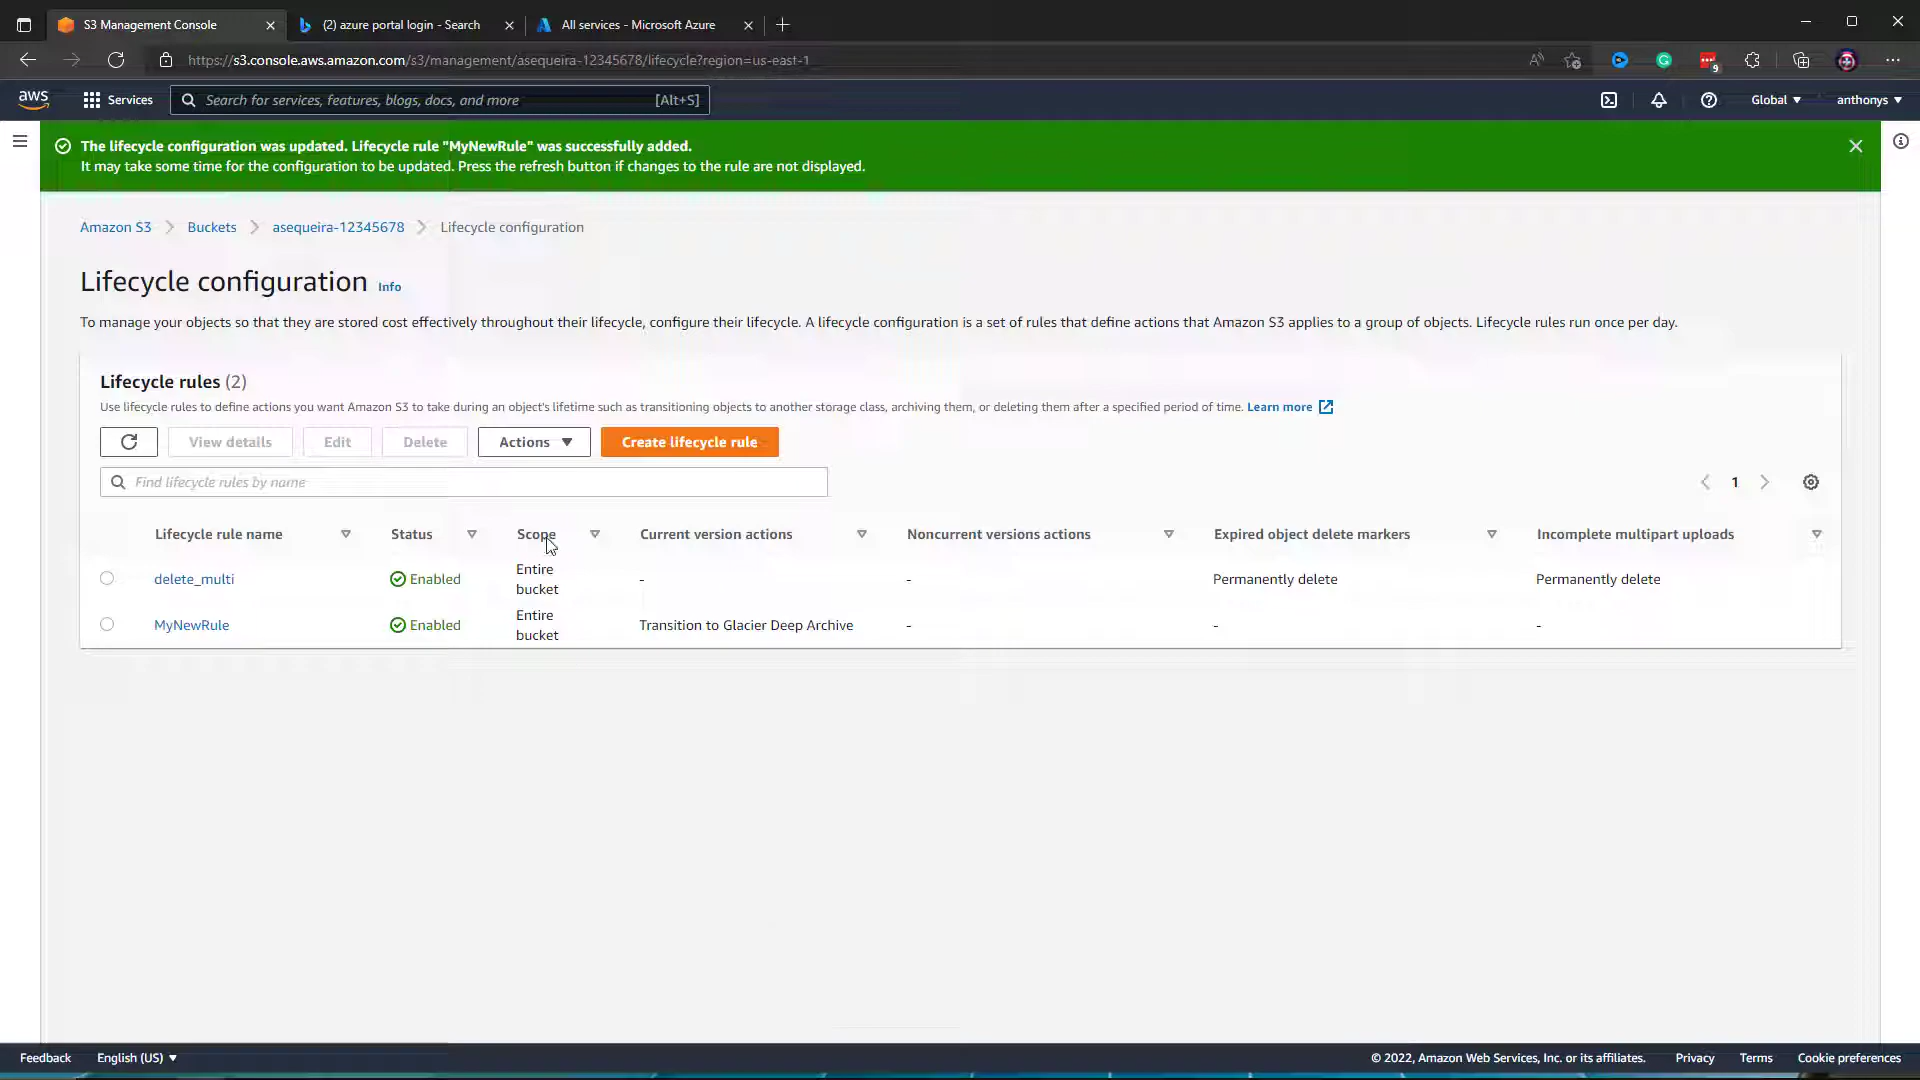 S3 Management Console
(2) azure portal login - Search
All services - Microsoft Azure
https://s3.console.aws.amazon.com/s3/management/asequeira-12345678/lifecycle?region=us-east-1
9
aws
Services
Search for services, features, blogs, docs, and more
[Alt+S]
Global
anthonys
The lifecycle configuration was updated. Lifecycle rule "MyNewRule" was successfully added.
It may take some time for the configuration to be updated. Press the refresh button if changes to the rule are not displayed.
Amazon S3
Buckets
asequeira-12345678
Lifecycle configuration
Lifecycle configuration Info
To manage your objects so that they are stored cost effectively throughout their lifecycle, configure their lifecycle. A lifecycle configuration is a set of rules that define actions that Amazon S3 applies to a group of objects. Lifecycle rules run once per day.
Lifecycle rules (2)
Use lifecycle rules to define actions you want Amazon S3 to take during an object's lifetime such as transitioning objects to another storage class, archiving them, or deleting them after a specified period of time. Learn more
View details
Edit
Delete
Actions
Create lifecycle rule
Find lifecycle rules by name
1
Lifecycle rule name
Status
Scope
Current version actions
Noncurrent versions actions
Expired object delete markers
Incomplete multipart uploads
delete_multi
Enabled
Entire
bucket
-
-
Permanently delete
Permanently delete
MyNewRule
Enabled
Entire
bucket
Transition to Glacier Deep Archive
-
-
-
Feedback
English (US)
© 2022, Amazon Web Services, Inc. or its affiliates.
Privacy
Terms
Cookie preferences